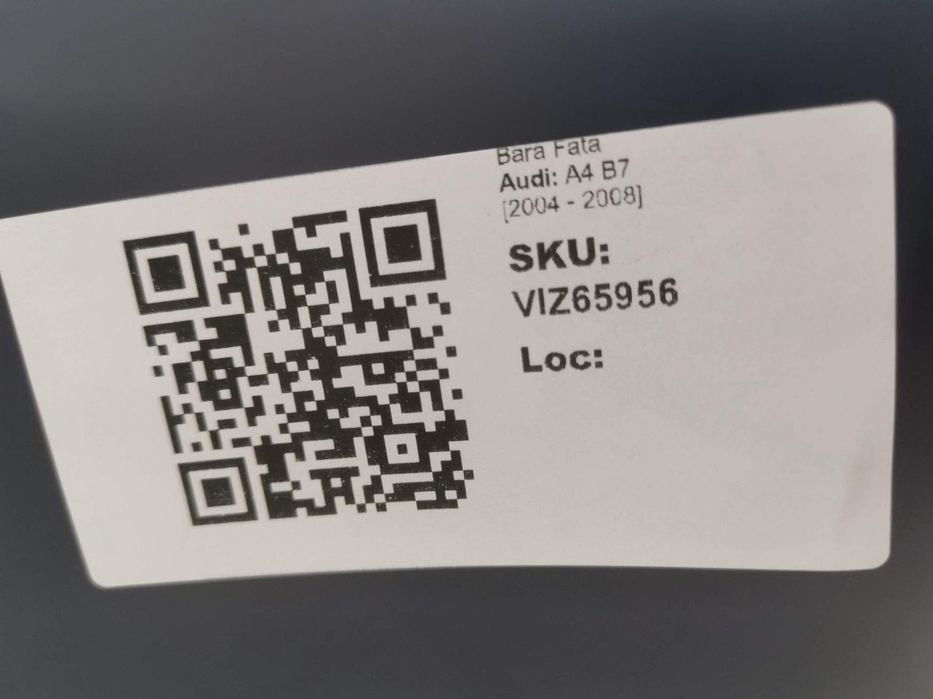 Bara Fata
Audi: A4 B7
[2004 - 2008]
SKU:
VIZ65956
Loc: